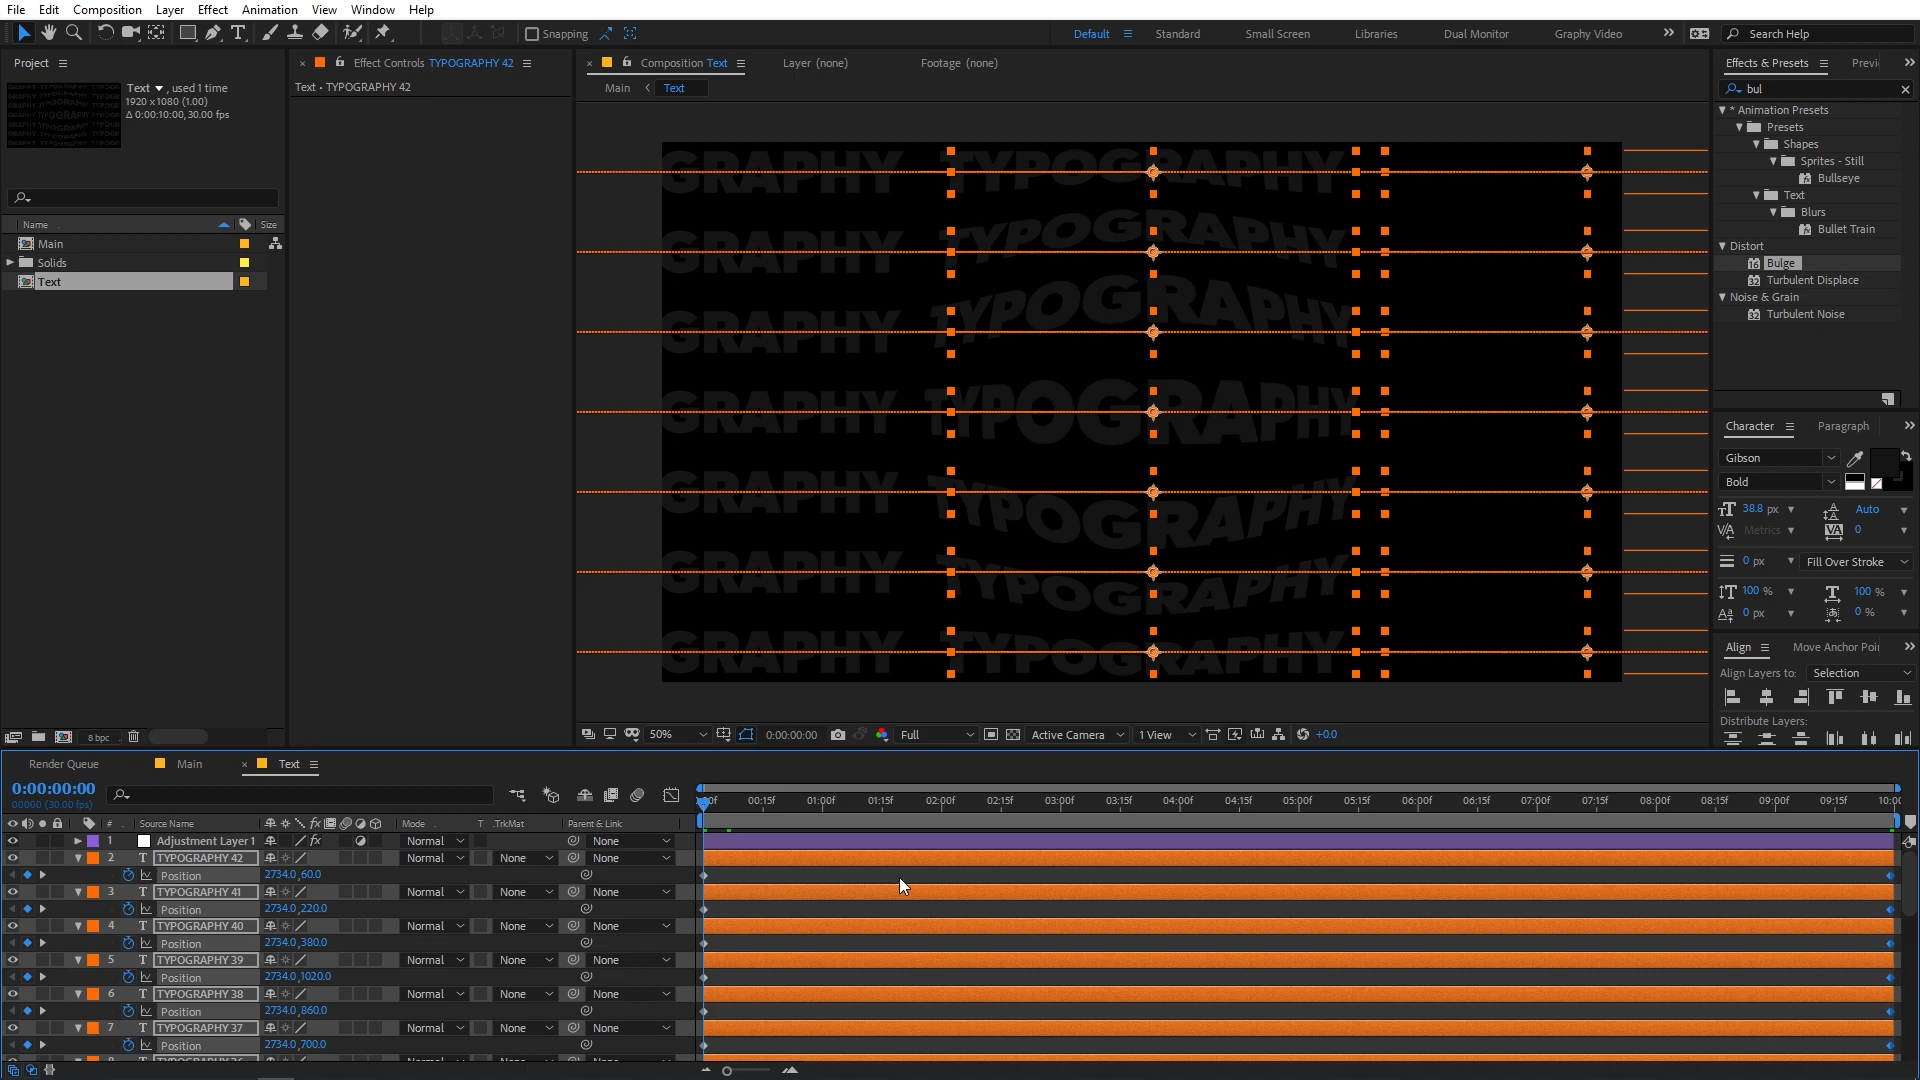 File Edit Composition Layer Effect Animation View Window Help
Snapping
Default Standard Small Screen Libraries Dual Monitor Graphy Video Search Help
Project
Text , used 1 time
1920 x1080 (1.00)
Δ 0:00:10:00, 30.00 fps
Name Size
Main
Solids
Text
8 bpc
Effect Controls TYPOGRAPHY 42
Text • TYPOGRAPHY 42
Composition Text Layer (none) Footage (none)
Main Text
GRAPHY TYPOGRAPHY
GRAPHY TYPOGRAPHY
GRAPHY TYPOGRAPHY
GRAPHY TYPOGRAPHY
GRAPHY TYPOGRAPHY
GRAPHY TYPOGRAPHY
GRAPHY TYPOGRAPHY
50% 0:00:00:00 Full Active Camera 1 View +0.0
Effects & Presets Previ
bul
* Animation Presets
Presets
Shapes
Sprites - Still
Bullseye
Text
Blurs
Bullet Train
Distort
Bulge
Turbulent Displace
Noise & Grain
Turbulent Noise
Character Paragraph
Gibson
Bold
38.8 px Auto
Metrics 0
0 px Fill Over Stroke
100 % 100 %
0 px 0 %
Align Move Anchor Poi
Align Layers to: Selection
Distribute Layers:
Render Queue Main Text
0:00:00:00
00000 (30.00 fps)
00:15f 01:00f 01:15f 02:00f 02:15f 03:00f 03:15f 04:00f 04:15f 05:00f 05:15f 06:00f 06:15f 07:00f 07:15f 08:00f 08:15f 09:00f 09:15f 10:00
# Source Name Mode T .TrkMat Parent & Link
1 Adjustment Layer 1 Normal None
2 TYPOGRAPHY 42 Normal None None
Position 2734.0,60.0
3 TYPOGRAPHY 41 Normal None None
Position 2734.0,220.0
4 TYPOGRAPHY 40 Normal None None
Position 2734.0,380.0
5 TYPOGRAPHY 39 Normal None None
Position 2734.0,1020.0
6 TYPOGRAPHY 38 Normal None None
Position 2734.0,860.0
7 TYPOGRAPHY 37 Normal None None
Position 2734.0,700.0